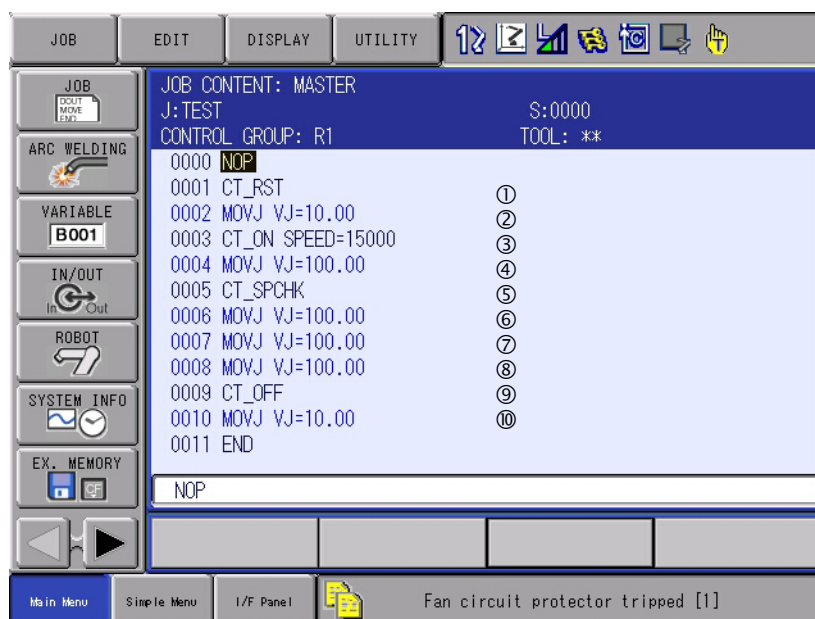 JOB EDIT DISPLAY UTILITY
JOB
DOUT
MOVE
END
ARC WELDING
VARIABLE
B001
IN/OUT
In Out
ROBOT
SYSTEM INFO
EX. MEMORY
CF
JOB CONTENT: MASTER
J:TEST S:0000
CONTROL GROUP: R1 TOOL: **
0000 NOP
0001 CT_RST ①
0002 MOVJ VJ=10.00 ②
0003 CT_ON SPEED=15000 ③
0004 MOVJ VJ=100.00 ④
0005 CT_SPCHK ⑤
0006 MOVJ VJ=100.00 ⑥
0007 MOVJ VJ=100.00 ⑦
0008 MOVJ VJ=100.00 ⑧
0009 CT_OFF ⑨
0010 MOVJ VJ=10.00 ⑩
0011 END
NOP
Main Menu Simple Menu I/F Panel Fan circuit protector tripped [1]